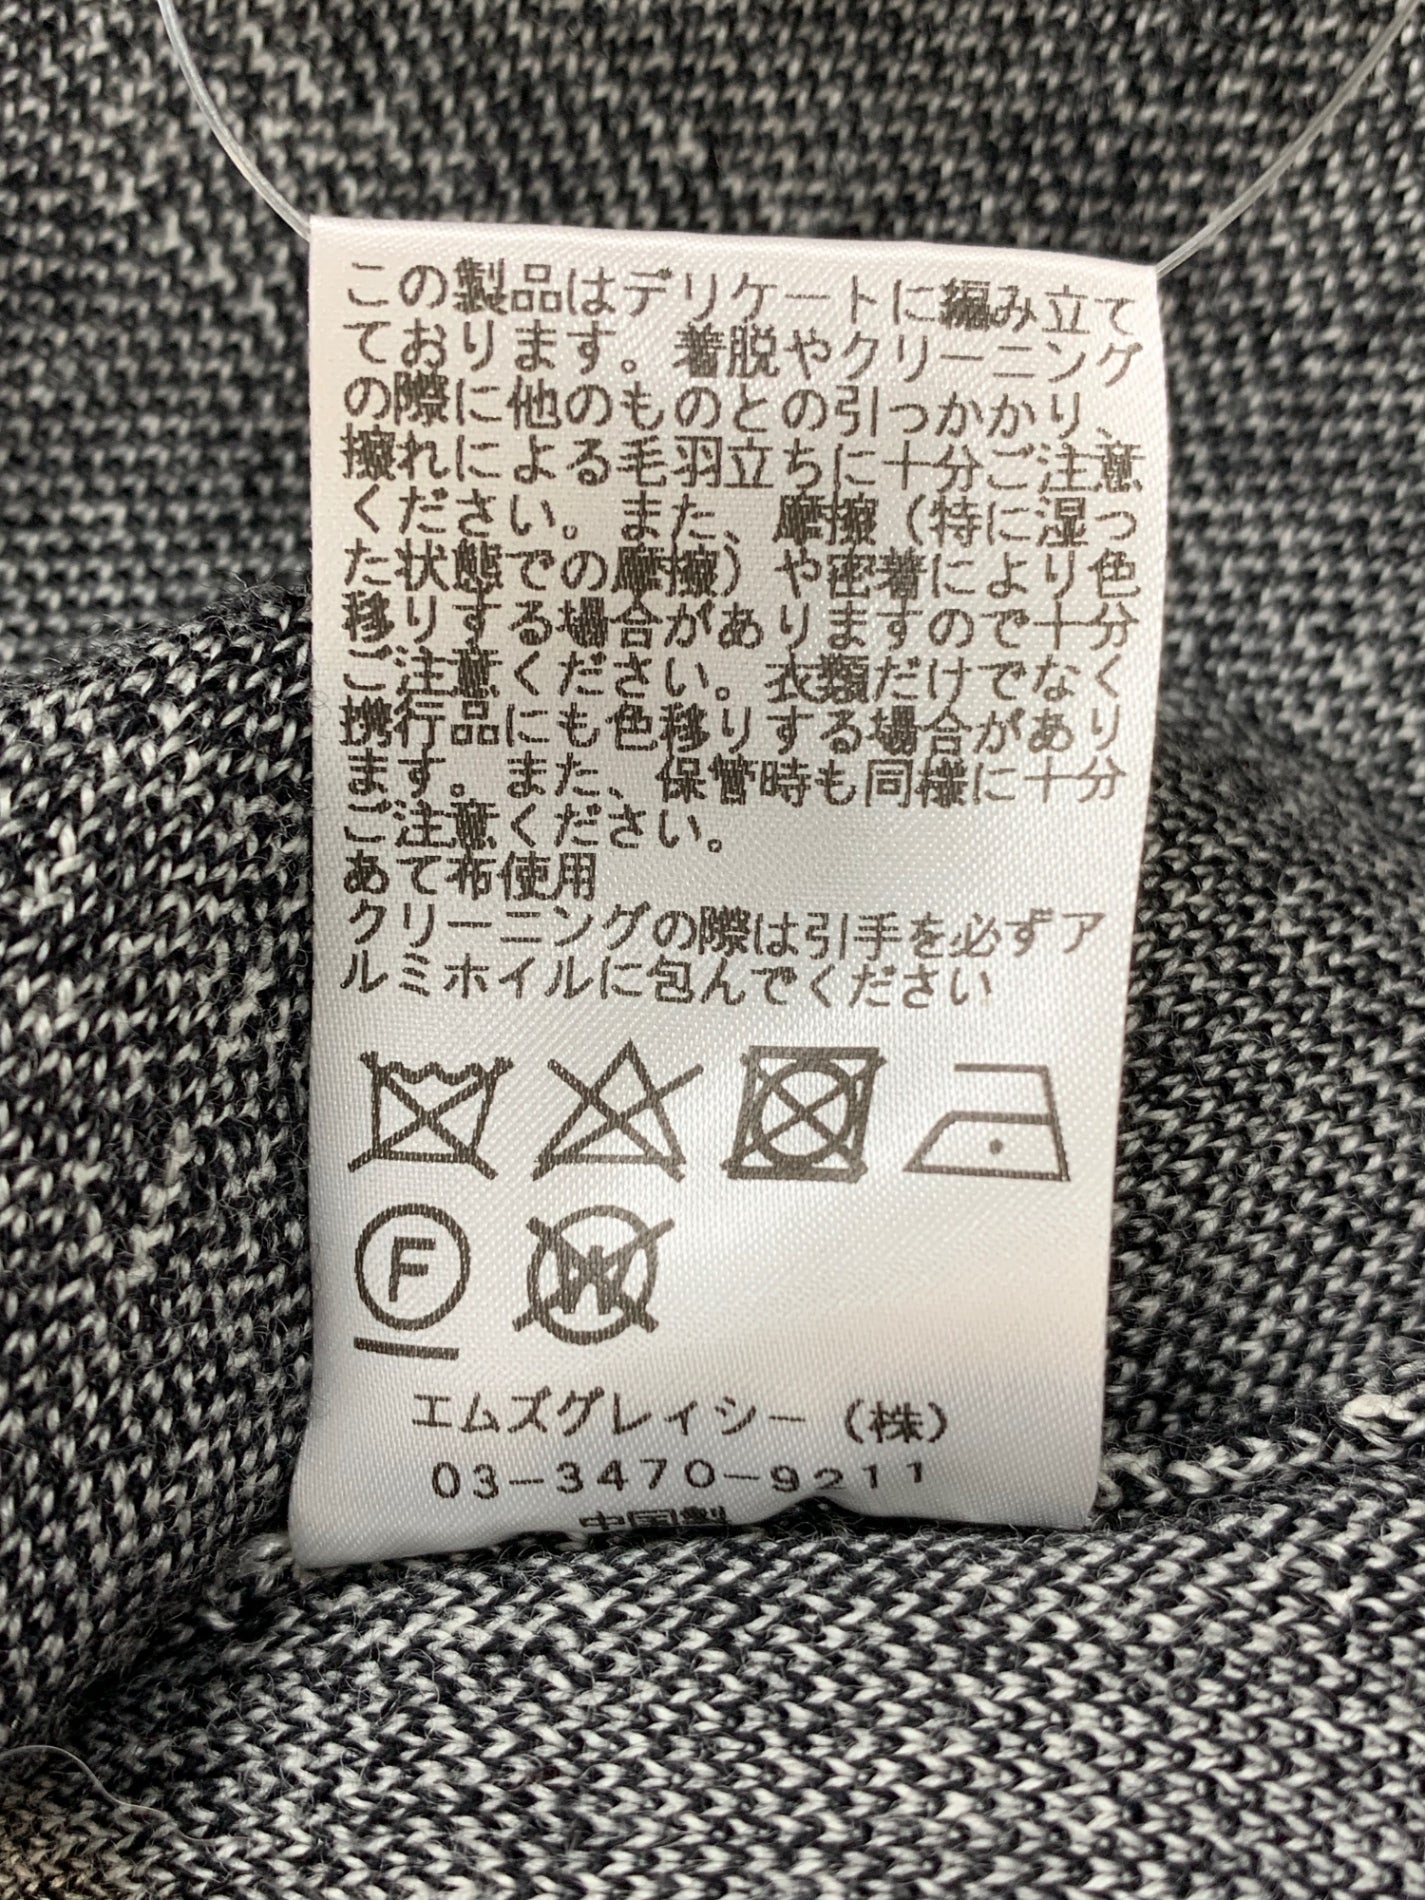 この製品はデリケートに編み立て
ております。着脱やクリーニング
の際に他のものとの引っかかり、
擦れによる毛羽立ちに十分ご注意
ください。また、摩擦（特に湿っ
た状態での摩擦）や密着により色
移りする場合がありますので十分
ご注意ください。衣類だけでなく
携行品にも色移りする場合があり
ます。また、保管時も同様に十分
ご注意ください。
あて布使用
クリーニングの際は引手を必ずア
ルミホイルに包んでください
F W
エムズグレイシー（株）
03-3470-9211
中国製